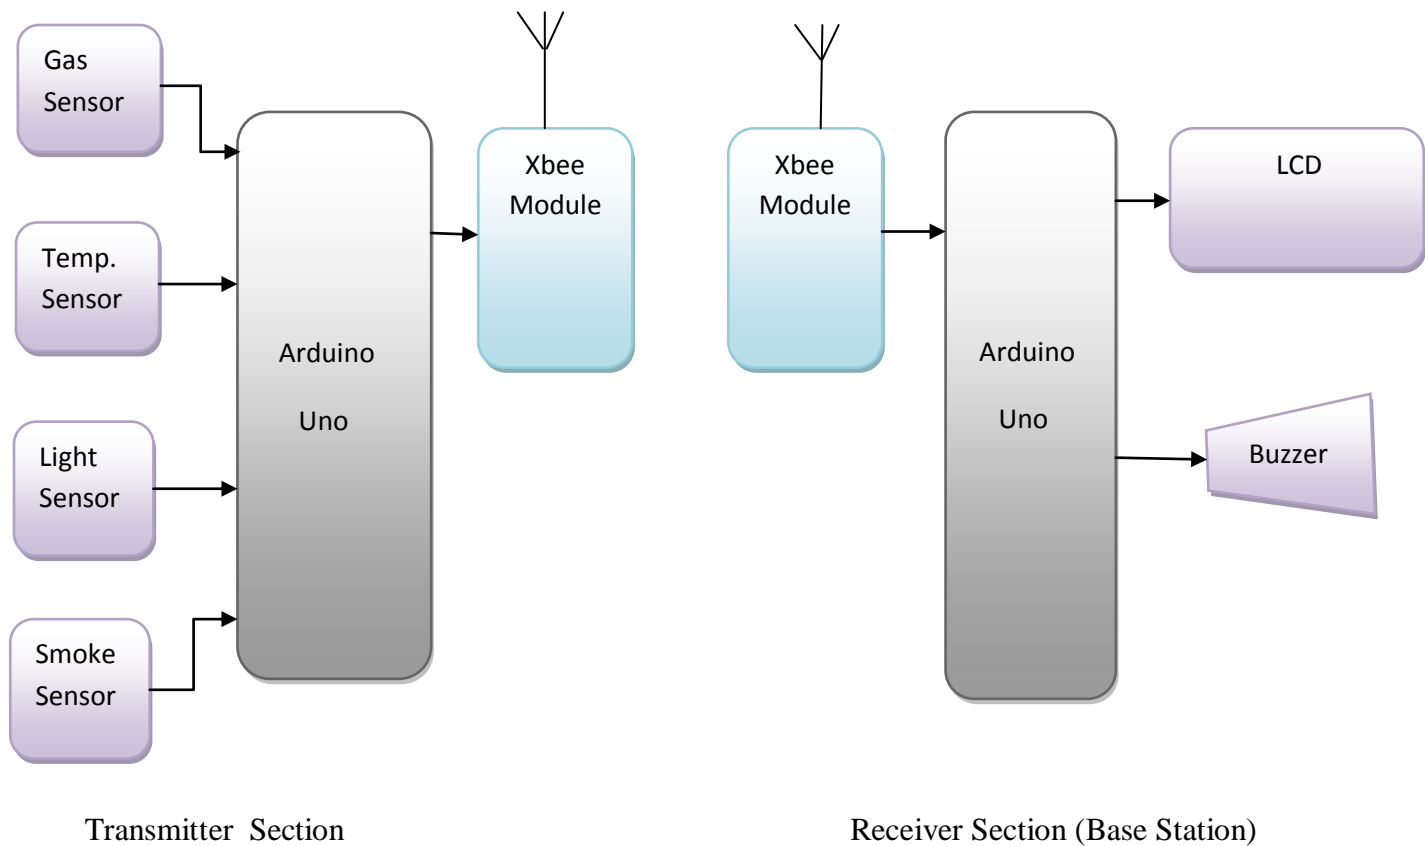 Gas
Sensor
Temp.
Sensor
Light
Sensor
Smoke
Sensor
Arduino
Uno
Xbee
Module
Transmitter Section
Xbee
Module
Arduino
Uno
LCD
Buzzer
Receiver Section (Base Station)